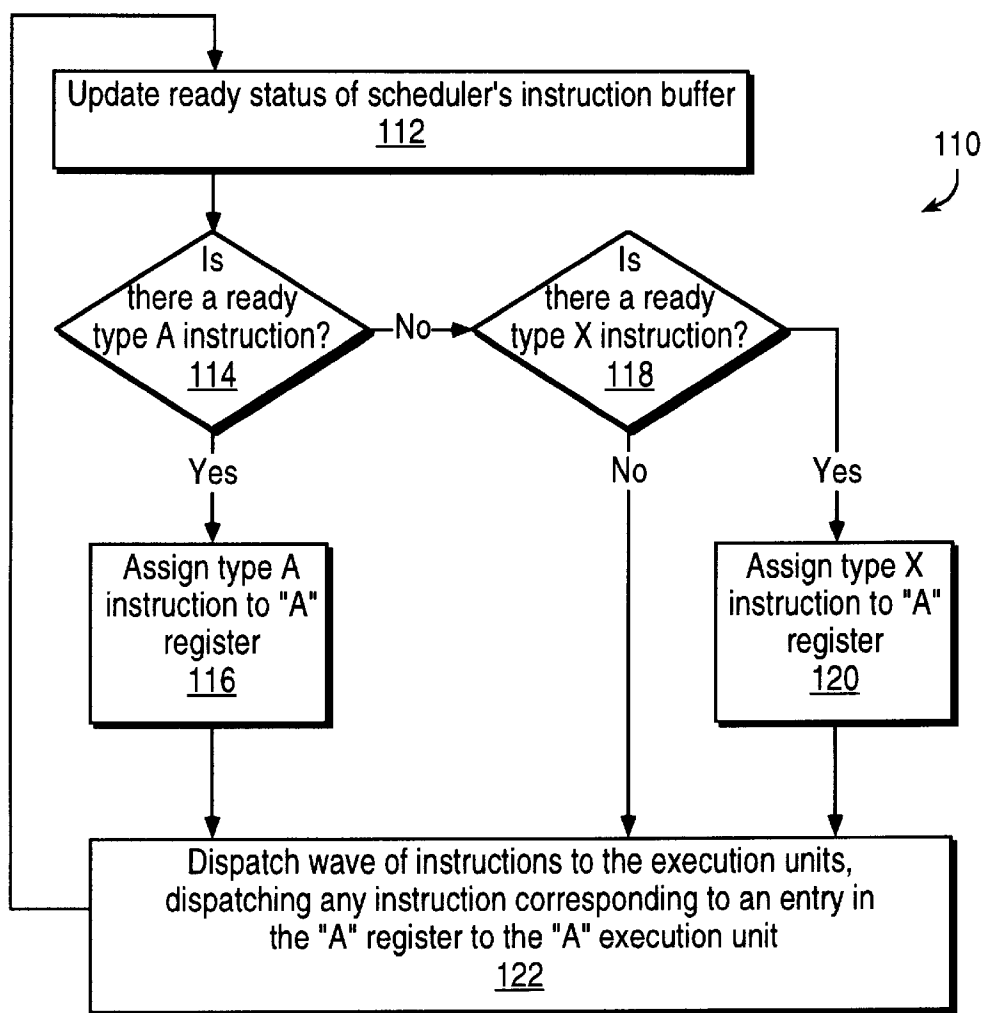 Update ready status of scheduler's instruction buffer
112
110
Is
there a ready
type A instruction?
114
No
Is
there a ready
type X instruction?
118
Yes
No
Yes
Assign type A
instruction to "A"
register
116
Assign type X
instruction to "A"
register
120
Dispatch wave of instructions to the execution units,
dispatching any instruction corresponding to an entry in
the "A" register to the "A" execution unit
122